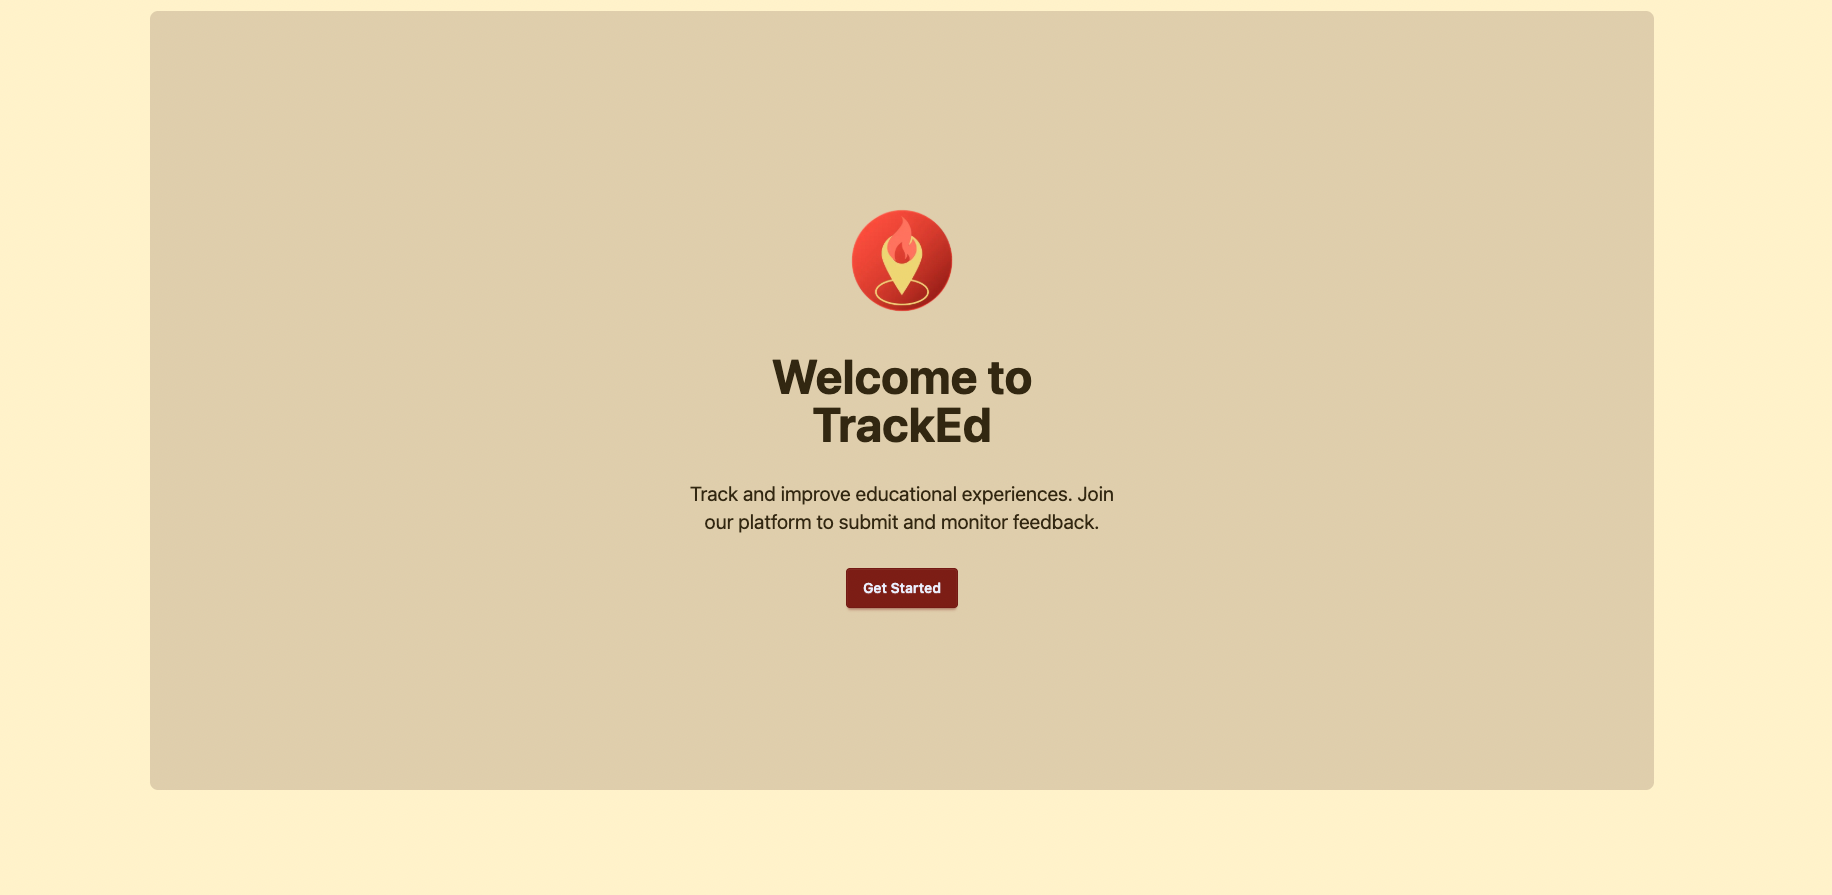 Welcome to
TrackEd
Track and improve educational experiences. Join
our platform to submit and monitor feedback.
Get Started